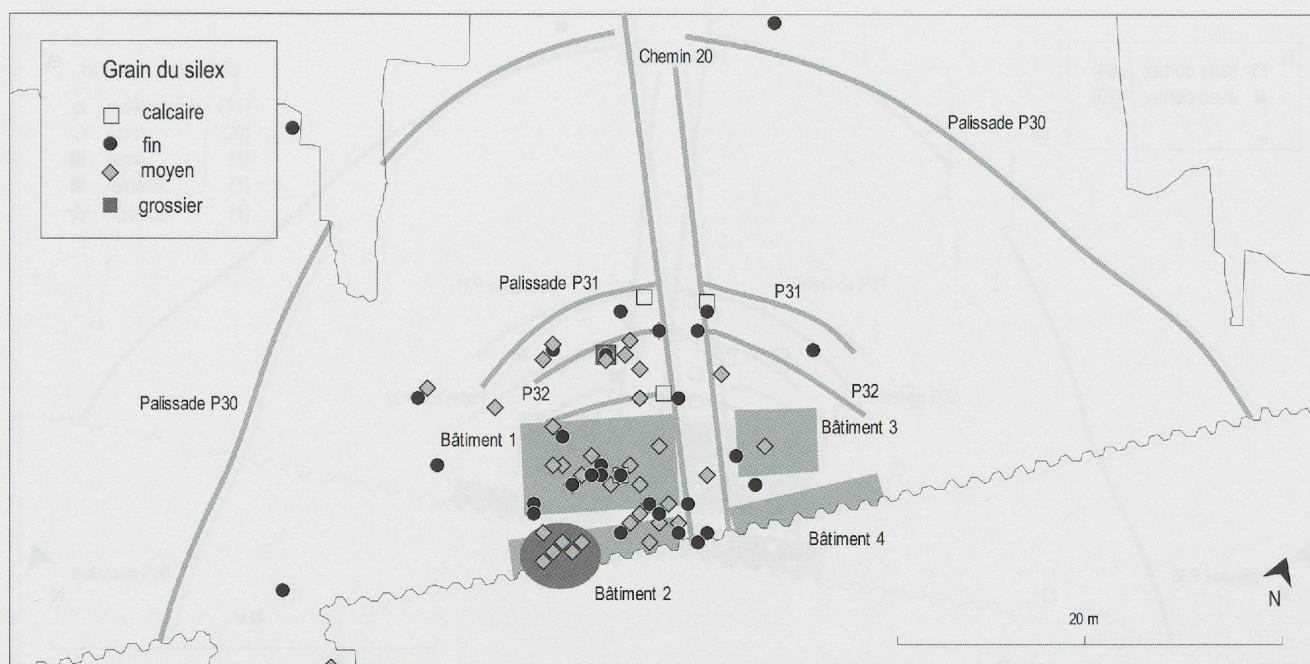 Grain du silex
calcaire
fin
moyen
grossier
Chemin 20
Palissade P30
Palissade P31
P31
P32
P32
Palissade P30
Bâtiment 1
Bâtiment 3
Bâtiment 4
Bâtiment 2
N
20 m